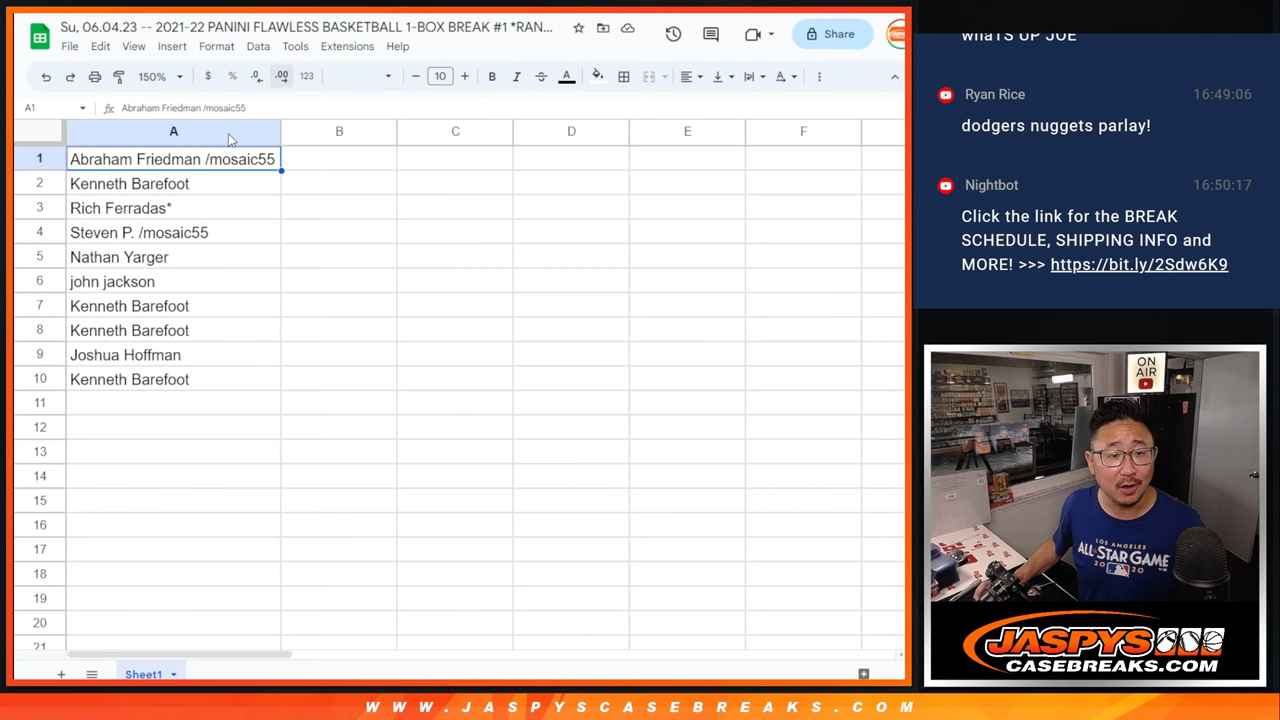 Su, 06.04.23 -- 2021-22 PANINI FLAWLESS BASKETBALL 1-BOX BREAK #1 *RAN...
File Edit View Insert Format Data Tools Extensions Help
Share
150% $ % .0 .00 123 10 B I A
A1 fx Abraham Friedman /mosaic55
A B C D E F
1 Abraham Friedman /mosaic55
2 Kenneth Barefoot
3 Rich Ferradas*
4 Steven P. /mosaic55
5 Nathan Yarger
6 john jackson
7 Kenneth Barefoot
8 Kenneth Barefoot
9 Joshua Hoffman
10 Kenneth Barefoot
11
12
13
14
15
16
17
18
19
20
21
Sheet1
whaTS UP JOE
Ryan Rice 16:49:06
dodgers nuggets parlay!
Nightbot 16:50:17
Click the link for the BREAK
SCHEDULE, SHIPPING INFO and
MORE! >>> https://bit.ly/2Sdw6K9
ON
AIR
LOS ANGELES
ALL-STAR GAME
2020
JASPYS
CASEBREAKS.COM
WWW.JASPYSCASEBREAKS.COM